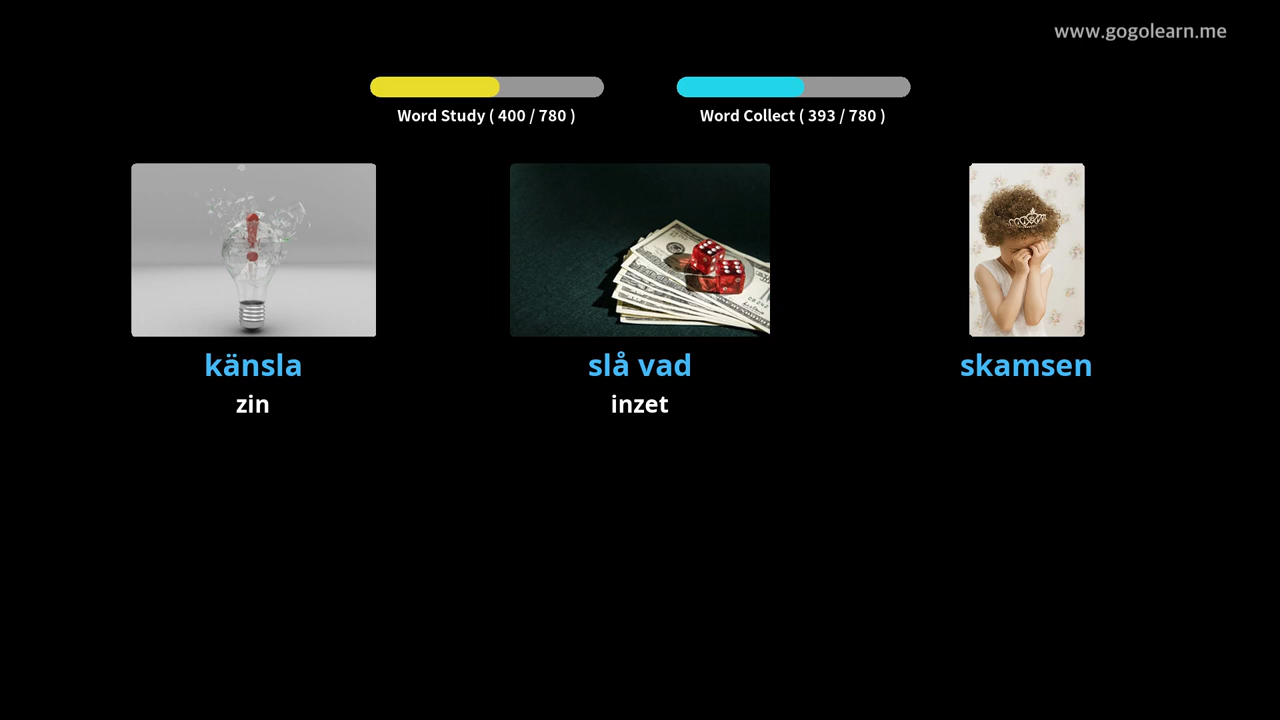 www.gogolearn.me
Word Study ( 400 / 780 )
Word Collect ( 393 / 780 )
känsla
slå vad
skamsen
zin
inzet